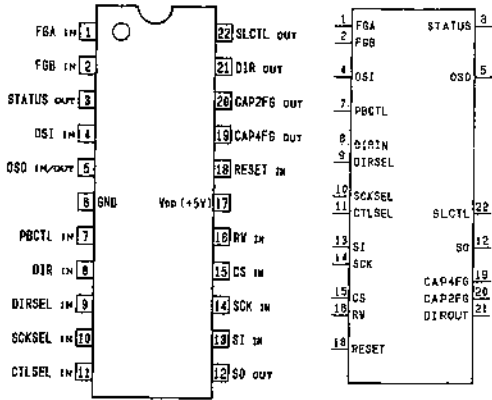 FGA IN 1
FGB IN 2
STATUS OUT 3
OSI IN 4
OSO IN/OUT 5
6 GND
PBCTL IN 7
DIR IN 8
DIRSEL IN 9
SCKSEL IN 10
CTLSEL IN 11
22 SLCTL OUT
21 DIR OUT
20 CAP2FG OUT
19 CAP4FG OUT
18 RESET IN
VDD (+5V) 17
16 RW IN
15 CS IN
14 SCK IN
13 SI IN
12 SO OUT
1 FGA
2 FGB
4 OSI
7 PBCTL
8 DIRIN
9 DIRSEL
10 SCKSEL
11 CTLSEL
13 SI
14 SCK
15 CS
16 RW
18 RESET
STATUS 3
OSO 5
SLCTL 22
SO 12
CAP4FG 19
CAP2FG 20
DIROUT 21